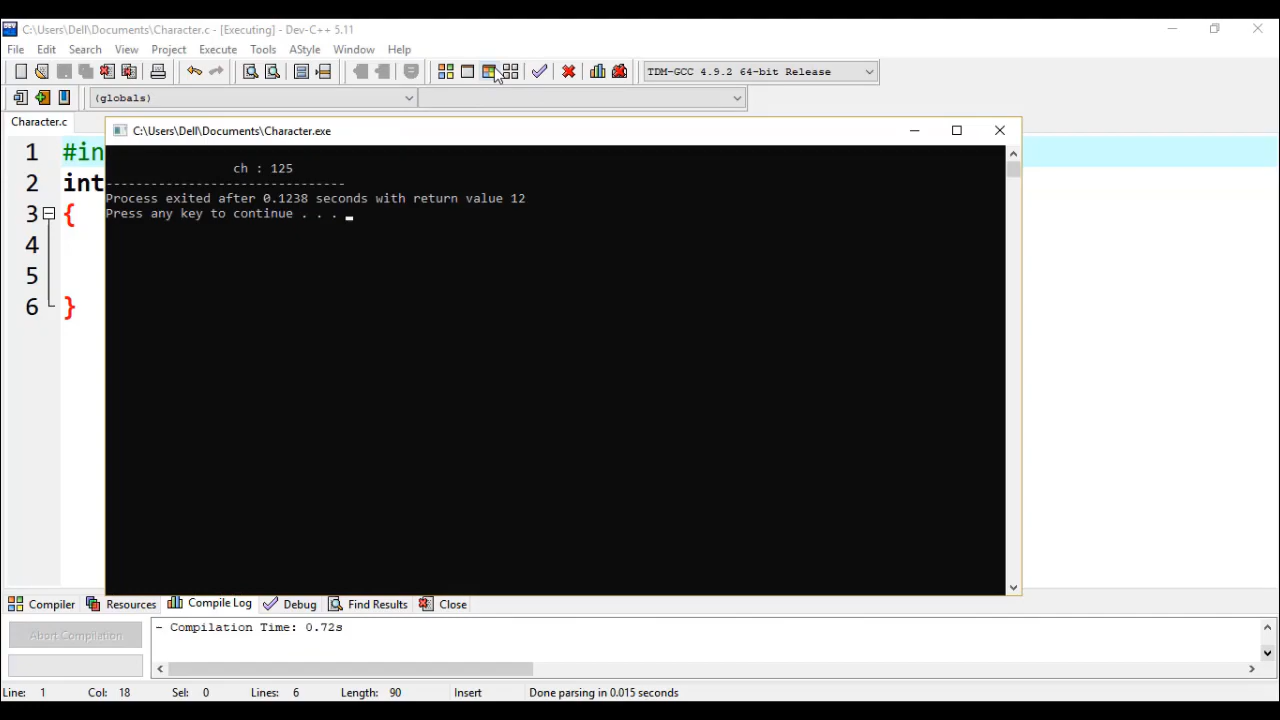 C:\Users\Dell\Documents\Character.c - [Executing] - Dev-C++ 5.11
File Edit Search View Project Execute Tools AStyle Window Help
TDM-GCC 4.9.2 64-bit Release
(globals)
Character.c
C:\Users\Dell\Documents\Character.exe
1 #in
ch : 125
2 int
--------------------------------
Process exited after 0.1238 seconds with return value 12
3 {
Press any key to continue . . .
4
5
6 }
Compiler Resources Compile Log Debug Find Results Close
Abort Compilation
- Compilation Time: 0.72s
Line: 1 Col: 18 Sel: 0 Lines: 6 Length: 90 Insert Done parsing in 0.015 seconds